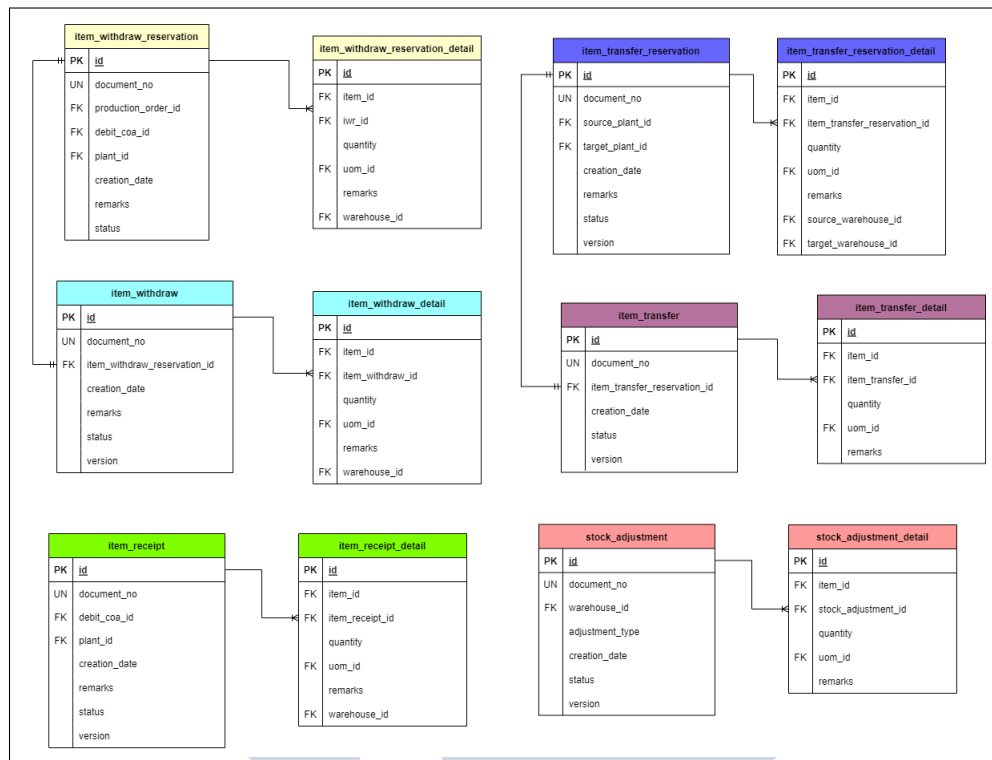 item_withdraw_reservation
PK id
UN document_no
FK production_order_id
FK debit_coa_id
FK plant_id
creation_date
remarks
status
item_withdraw_reservation_detail
PK id
FK item_id
FK iwr_id
quantity
FK uom_id
remarks
FK warehouse_id
item_transfer_reservation
PK id
UN document_no
FK source_plant_id
FK target_plant_id
creation_date
remarks
status
version
item_transfer_reservation_detail
PK id
FK item_id
FK item_transfer_reservation_id
quantity
FK uom_id
remarks
FK source_warehouse_id
FK target_warehouse_id
item_withdraw
PK id
UN document_no
FK item_withdraw_reservation_id
creation_date
remarks
status
version
item_withdraw_detail
PK id
FK item_id
FK item_withdraw_id
quantity
FK uom_id
remarks
FK warehouse_id
item_transfer
PK id
UN document_no
FK item_transfer_reservation_id
creation_date
status
version
item_transfer_detail
PK id
FK item_id
FK item_transfer_id
quantity
FK uom_id
remarks
item_receipt
PK id
UN document_no
FK debit_coa_id
FK plant_id
creation_date
remarks
status
version
item_receipt_detail
PK id
FK item_id
FK item_receipt_id
quantity
FK uom_id
remarks
FK warehouse_id
stock_adjustment
PK id
UN document_no
FK warehouse_id
adjustment_type
creation_date
status
version
stock_adjustment_detail
PK id
FK item_id
FK stock_adjustment_id
quantity
FK uom_id
remarks